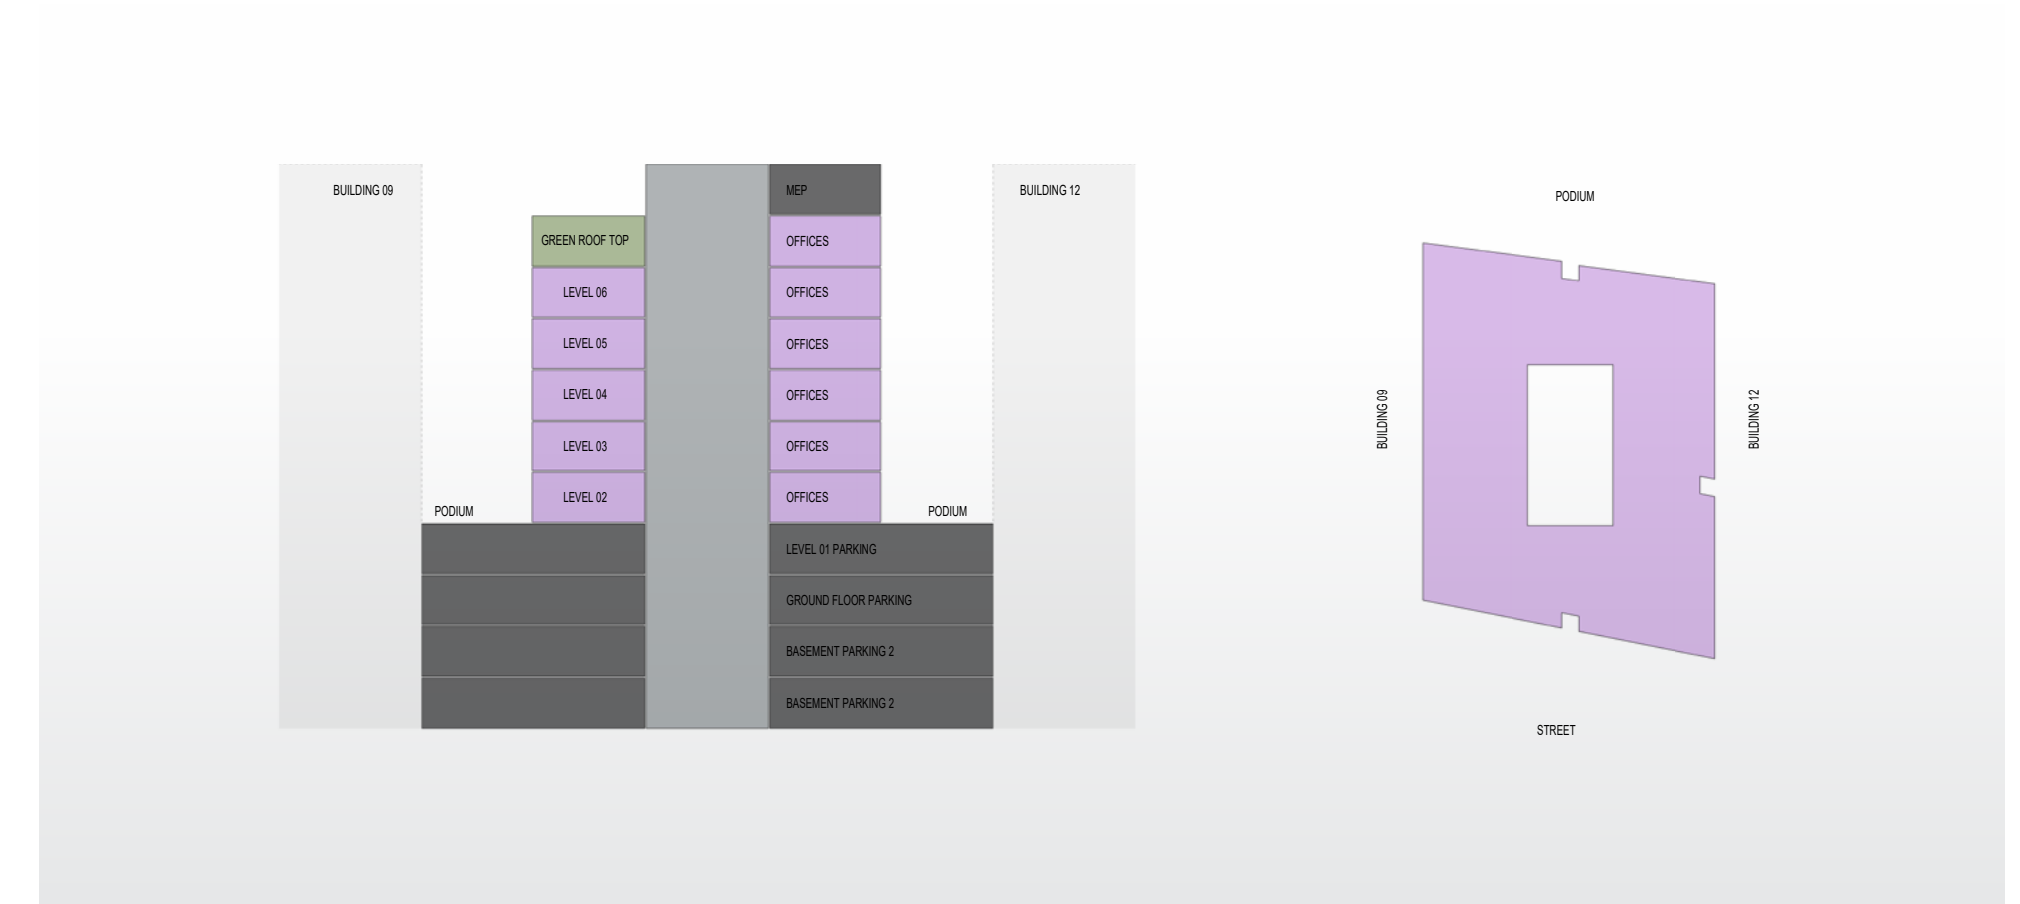 BUILDING 09
MEP
BUILDING 12
GREEN ROOF TOP
OFFICES
LEVEL 06
OFFICES
LEVEL 05
OFFICES
LEVEL 04
OFFICES
LEVEL 03
OFFICES
LEVEL 02
OFFICES
PODIUM
PODIUM
LEVEL 01 PARKING
GROUND FLOOR PARKING
BASEMENT PARKING 2
BASEMENT PARKING 2
PODIUM
BUILDING 09
BUILDING 12
STREET